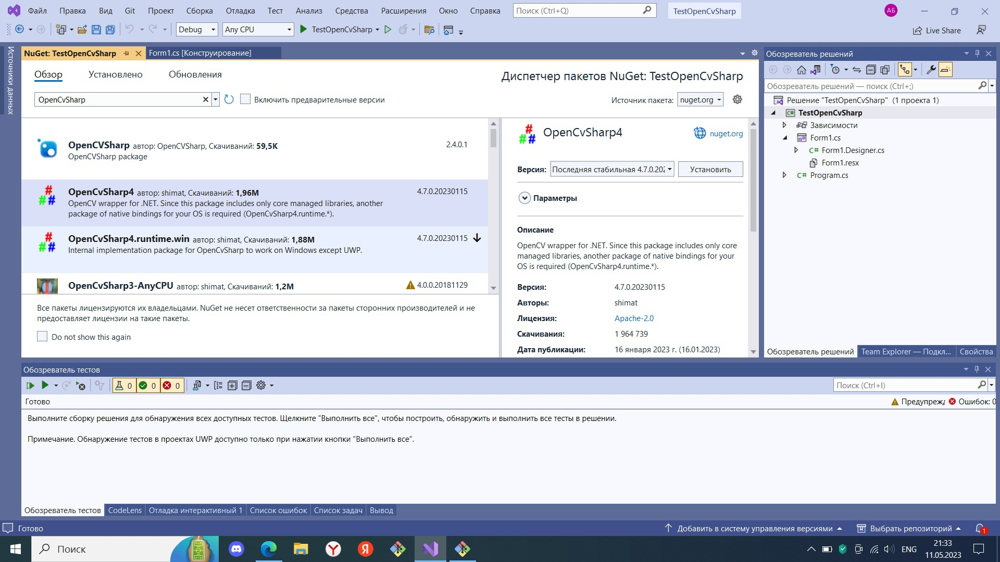 Файл Правка Вид Git Проект Сборка Отладка Тест Анализ Средства Расширения Окно Справка Поиск (Ctrl+Q) TestOpenCvSharp АБ
Debug Any CPU TestOpenCvSharp Live Share
Источники данных
NuGet: TestOpenCvSharp Form1.cs [Конструирование]
Обзор Установлено Обновления
Диспетчер пакетов NuGet: TestOpenCvSharp
OpenCvSharp Включить предварительные версии
Источник пакета: nuget.org
OpenCVSharp автор: OpenCVSharp, Скачиваний: 59,5K 2.4.0.1
OpenCVSharp package
OpenCvSharp4 автор: shimat, Скачиваний: 1,96M 4.7.0.20230115
OpenCV wrapper for .NET. Since this package includes only core managed libraries, another
package of native bindings for your OS is required (OpenCvSharp4.runtime.*).
OpenCvSharp4.runtime.win автор: shimat, Скачиваний: 1,88M 4.7.0.20230115
Internal implementation package for OpenCvSharp to work on Windows except UWP.
OpenCvSharp3-AnyCPU автор: shimat, Скачиваний: 1,2M 4.0.0.20181129
Все пакеты лицензируются их владельцами. NuGet не несет ответственности за пакеты сторонних производителей и не
предоставляет лицензии на такие пакеты.
Do not show this again
OpenCvSharp4 nuget.org
Версия: Последняя стабильная 4.7.0.202 Установить
Параметры
Описание
OpenCV wrapper for .NET. Since this package includes only core
managed libraries, another package of native bindings for your
OS is required (OpenCvSharp4.runtime.*).
Версия: 4.7.0.20230115
Авторы: shimat
Лицензия: Apache-2.0
Скачивания: 1 964 739
Дата публикации: 16 января 2023 г. (16.01.2023)
Обозреватель решений
Обозреватель решений — поиск (Ctrl+;)
Решение "TestOpenCvSharp" (1 проекта 1)
TestOpenCvSharp
Зависимости
Form1.cs
C# Form1.Designer.cs
Form1.resx
C# Program.cs
Обозреватель решений Team Explorer — Подкл... Свойства
Обозреватель тестов
0 0 0 Поиск (Ctrl+I)
Готово Предупреж Ошибок: 0
Выполните сборку решения для обнаружения всех доступных тестов. Щелкните "Выполнить все", чтобы построить, обнаружить и выполнить все тесты в решении.
Примечание. Обнаружение тестов в проектах UWP доступно только при нажатии кнопки "Выполнить все".
Обозреватель тестов CodeLens Отладка интерактивный 1 Список ошибок Список задач Вывод
Готово Добавить в систему управления версиями Выбрать репозиторий 1
Поиск ENG 21:33
11.05.2023